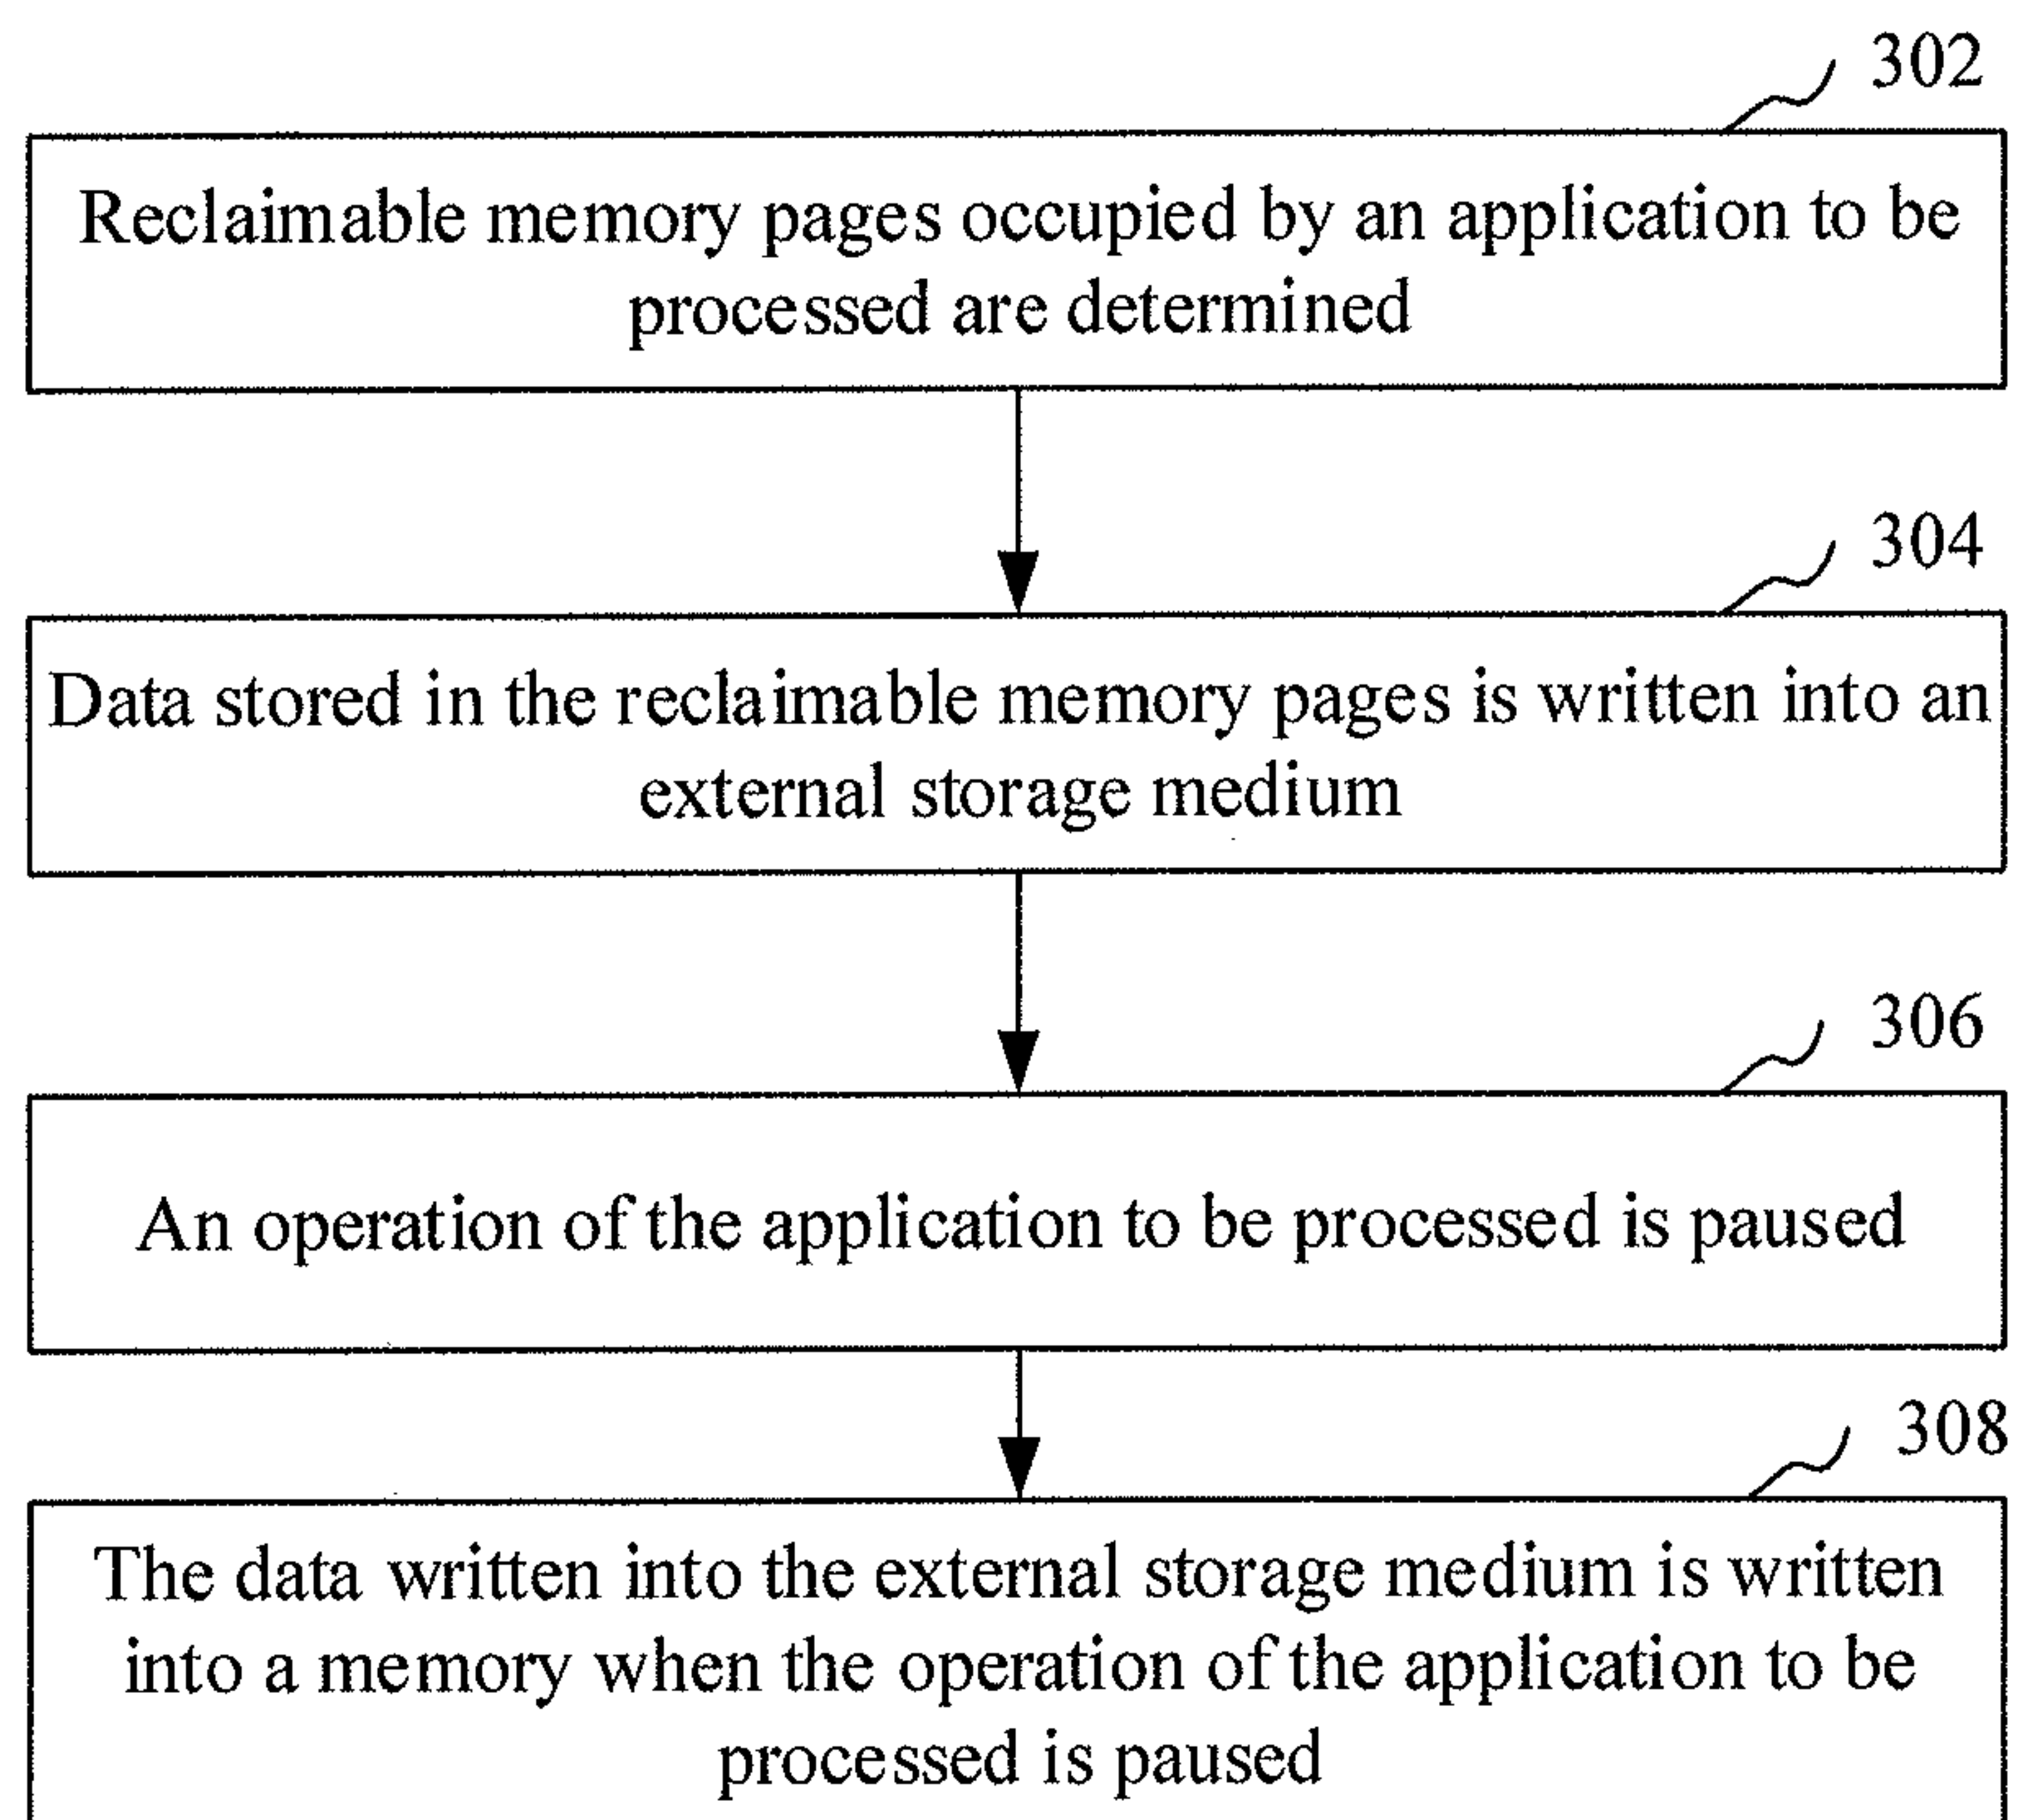 302
Reclaimable memory pages occupied by an application to be
processed are determined
304
Data stored in the reclaimable memory pages is written into an
external storage medium
306
An operation of the application to be processed is paused
308
The data written into the external storage medium is written
into a memory when the operation of the application to be
processed is paused